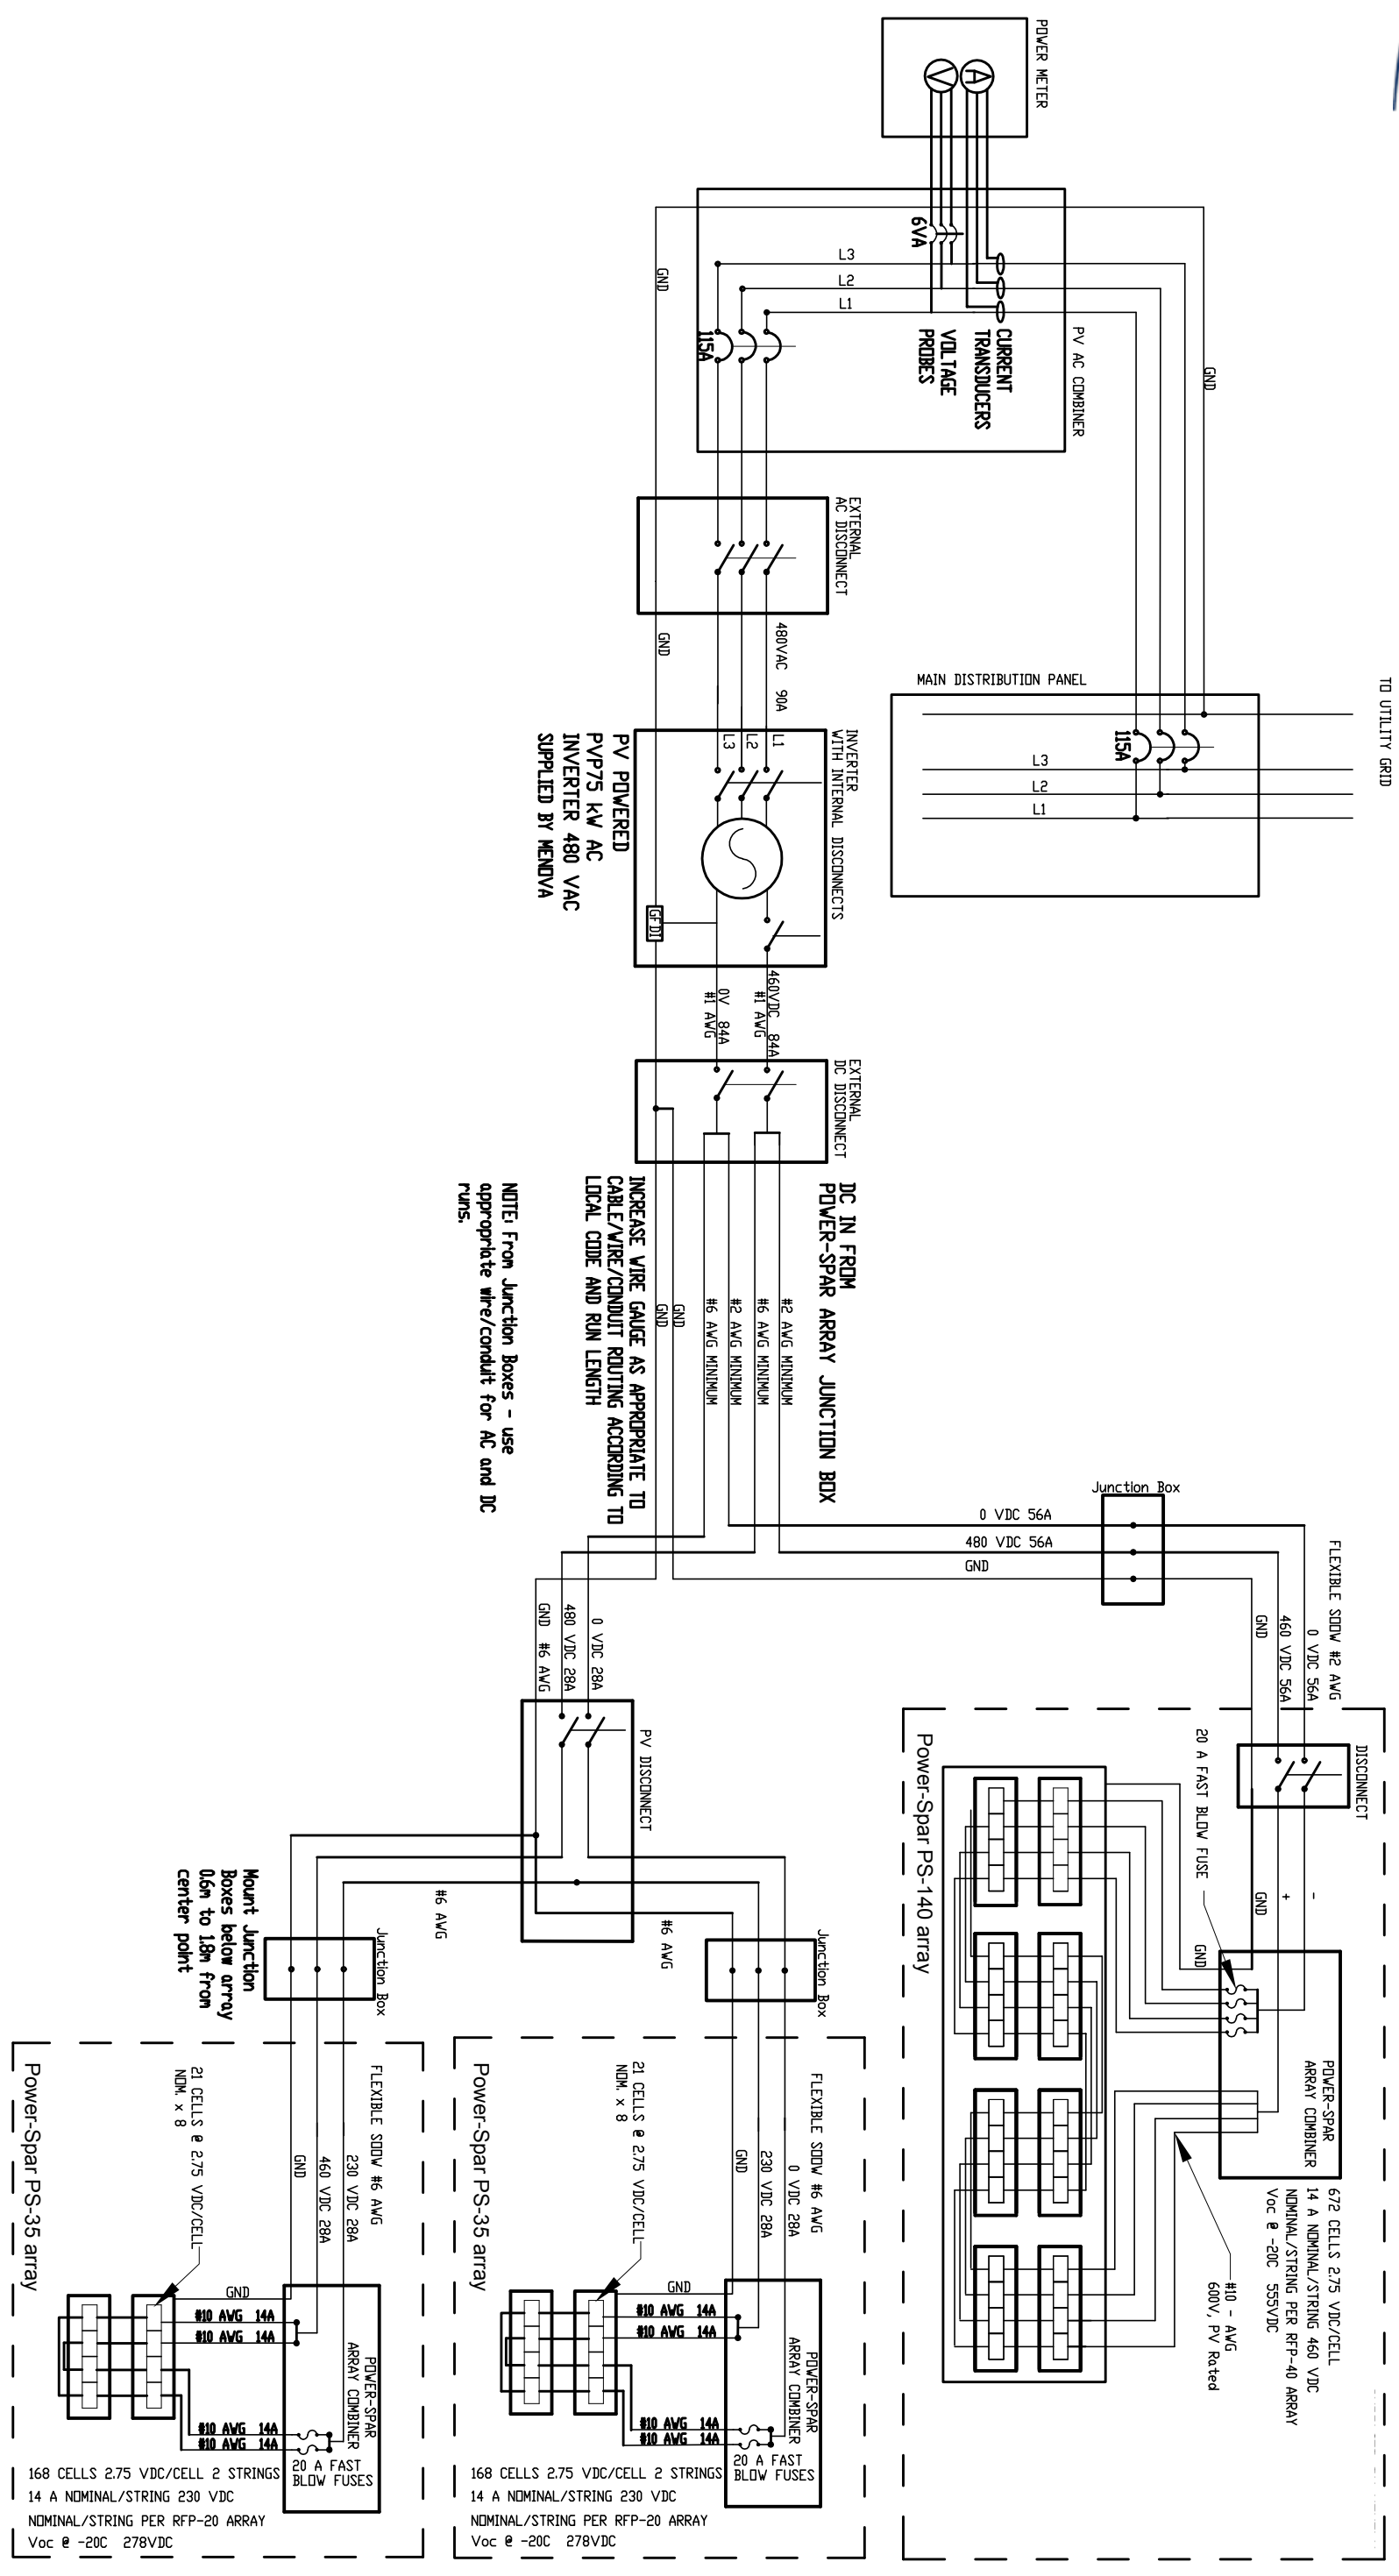 POWER METER
A
V
6VA
L3
L2
L1
GND
115A
CURRENT
TRANSDUCERS
VOLTAGE
PROBES
PV AC COMBINER
GND
EXTERNAL
AC DISCONNECT
480VAC 90A
GND
MAIN DISTRIBUTION PANEL
TO UTILITY GRID
115A
L3
L2
L1
INVERTER
WITH INTERNAL DISCONNECTS
L1
L2
L3
GFDI
PV POWERED
PVP75 kW AC
INVERTER 480 VAC
SUPPLIED BY MENOVA
460VDC 84A
#1 AWG
0V 84A
#1 AWG
EXTERNAL
DC DISCONNECT
DC IN FROM
POWER-SPAR ARRAY JUNCTION BOX
#2 AWG MINIMUM
#6 AWG MINIMUM
#2 AWG MINIMUM
#6 AWG MINIMUM
GND
GND
INCREASE WIRE GAUGE AS APPROPRIATE TO
CABLE/WIRE/CONDUIT ROUTING ACCORDING TO
LOCAL CODE AND RUN LENGTH
NOTE: From Junction Boxes - use
appropriate wire/conduit for AC and DC
runs.
Junction Box
0 VDC 56A
480 VDC 56A
GND
FLEXIBLE SOOW #2 AWG
0 VDC 56A
460 VDC 56A
GND
0 VDC 28A
480 VDC 28A
GND #6 AWG
PV DISCONNECT
DISCONNECT
20 A FAST BLOW FUSE
Power-Spar PS-140 array
-
+
GND
GND
POWER-SPAR
ARRAY COMBINER
672 CELLS 2.75 VDC/CELL
14 A NOMINAL/STRING 460 VDC
NOMINAL/STRING PER RFP-40 ARRAY
Voc @ -20C 555VDC
#10 - AWG
600V, PV Rated
#6 AWG
#6 AWG
Mount Junction
Boxes below array
0.6m to 1.8m from
center point
Junction Box
Junction Box
FLEXIBLE SOOW #6 AWG
0 VDC 28A
230 VDC 28A
GND
21 CELLS @ 2.75 VDC/CELL
NOM. x 8
Power-Spar PS-35 array
GND
#10 AWG 14A
#10 AWG 14A
#10 AWG 14A
#10 AWG 14A
POWER-SPAR
ARRAY COMBINER
20 A FAST
BLOW FUSES
168 CELLS 2.75 VDC/CELL 2 STRINGS
14 A NOMINAL/STRING 230 VDC
NOMINAL/STRING PER RFP-20 ARRAY
Voc @ -20C 278VDC
FLEXIBLE SOOW #6 AWG
230 VDC 28A
460 VDC 28A
GND
21 CELLS @ 2.75 VDC/CELL
NOM. x 8
Power-Spar PS-35 array
GND
#10 AWG 14A
#10 AWG 14A
#10 AWG 14A
#10 AWG 14A
POWER-SPAR
ARRAY COMBINER
20 A FAST
BLOW FUSES
168 CELLS 2.75 VDC/CELL 2 STRINGS
14 A NOMINAL/STRING 230 VDC
NOMINAL/STRING PER RFP-20 ARRAY
Voc @ -20C 278VDC